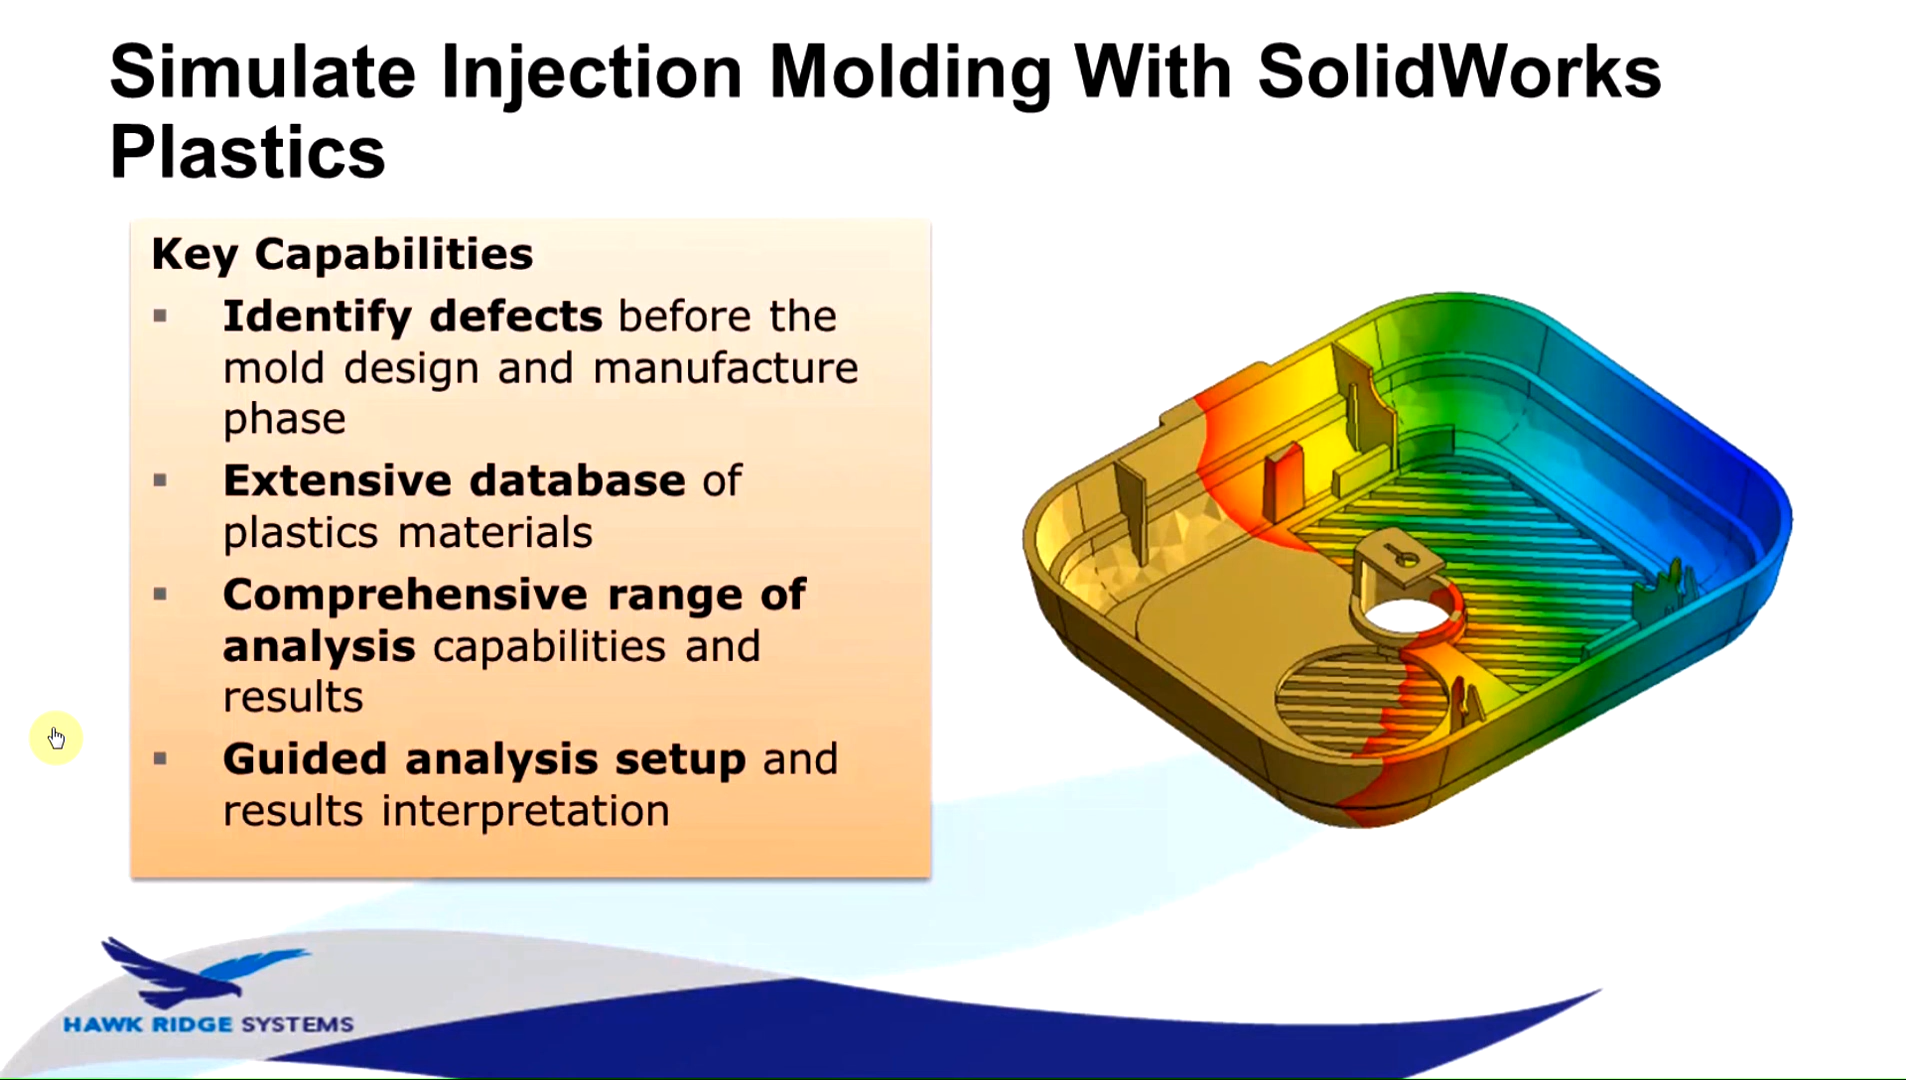 Simulate Injection Molding With SolidWorks
Plastics
Key Capabilities
▪ Identify defects before the
mold design and manufacture
phase
▪ Extensive database of
plastics materials
▪ Comprehensive range of
analysis capabilities and
results
▪ Guided analysis setup and
results interpretation
HAWK RIDGE SYSTEMS